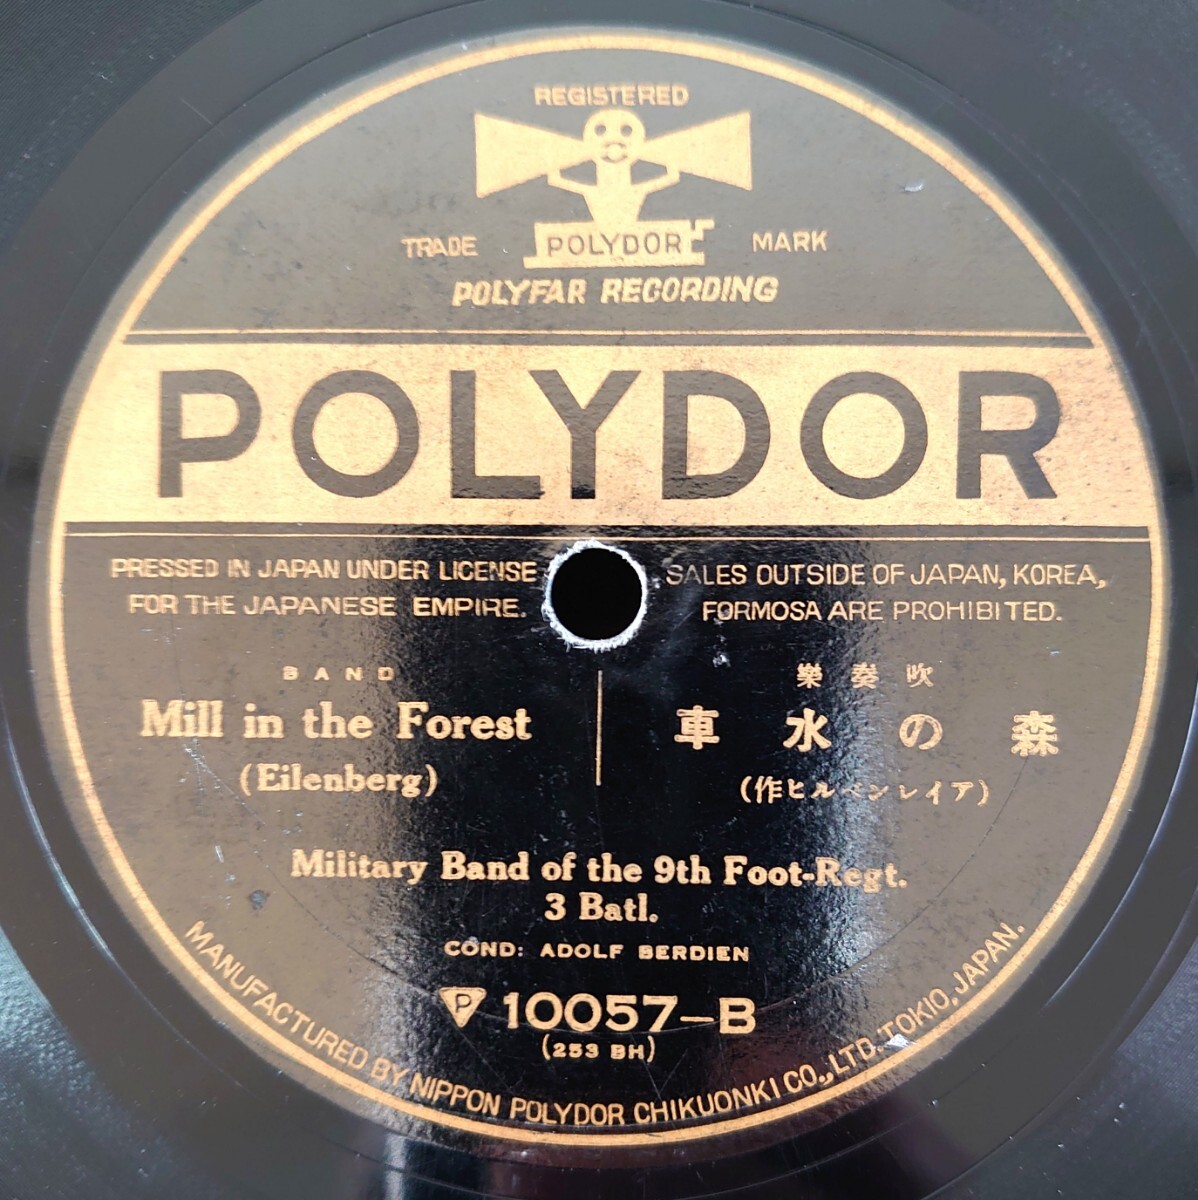 REGISTERED
TRADE POLYDOR MARK
POLYFAR RECORDING
POLYDOR
PRESSED IN JAPAN UNDER LICENSE
FOR THE JAPANESE EMPIRE.
SALES OUTSIDE OF JAPAN, KOREA,
FORMOSA ARE PROHIBITED.
BAND
Mill in the Forest
(Eilenberg)
樂奏吹
車水の森
(作ヒルベンレイア)
Military Band of the 9th Foot-Regt.
3 Batl.
COND: ADOLF BERDIEN
P 10057-B
(253 BH)
MANUFACTURED BY NIPPON POLYDOR CHIKUONKI CO., LTD. TOKIO, JAPAN.